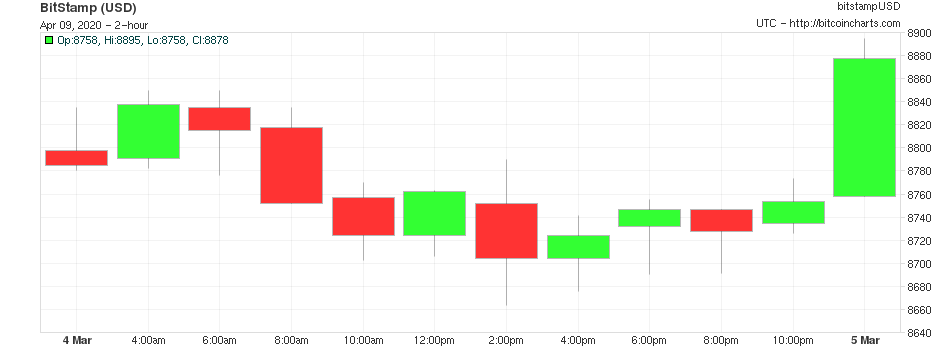 BitStamp (USD)
bitstampUSD
Apr 09, 2020 - 2-hour
UTC - http://bitcoincharts.com
Op:8758, Hi:8895, Lo:8758, Cl:8878
8900
8880
8860
8840
8820
8800
8780
8760
8740
8720
8700
8680
8660
8640
4 Mar 4:00am 6:00am 8:00am 10:00am 12:00pm 2:00pm 4:00pm 6:00pm 8:00pm 10:00pm 5 Mar